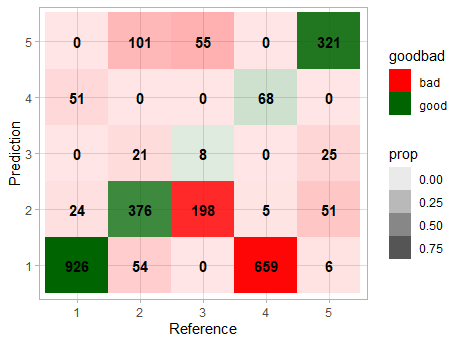 5 0 101 55 0 321
4 51 0 0 68 0
3 0 21 8 0 25
2 24 376 198 5 51
1 926 54 0 659 6
1 2 3 4 5
Reference
Prediction
goodbad
bad
good
prop
0.00
0.25
0.50
0.75